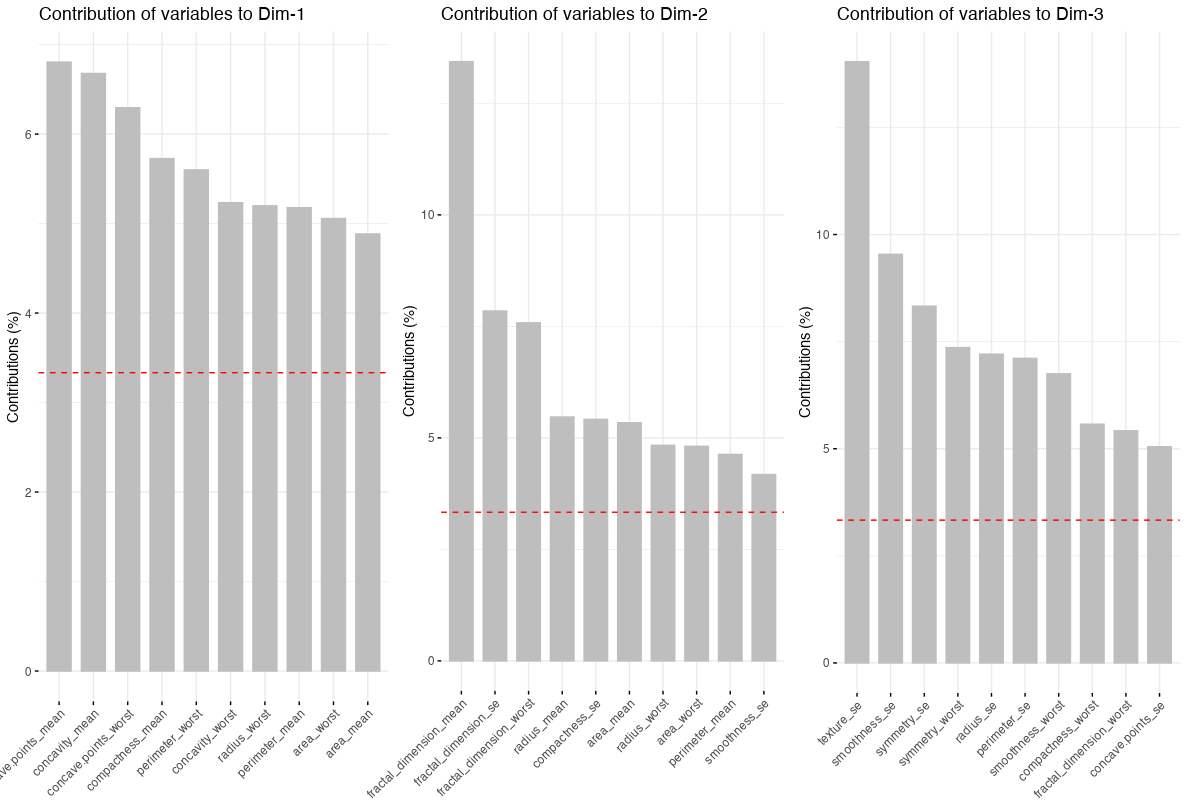 Contribution of variables to Dim-1
Contributions (%)
6
4
2
0
ave.points_mean
concavity_mean
concave.points_worst
compactness_mean
perimeter_worst
concavity_worst
radius_worst
perimeter_mean
area_worst
area_mean
Contribution of variables to Dim-2
Contributions (%)
10
5
0
fractal_dimension_mean
fractal_dimension_se
fractal_dimension_worst
radius_mean
compactness_se
area_mean
radius_worst
area_worst
perimeter_mean
smoothness_se
Contribution of variables to Dim-3
Contributions (%)
10
5
0
texture_se
smoothness_se
symmetry_se
symmetry_worst
radius_se
perimeter_se
smoothness_worst
compactness_worst
fractal_dimension_worst
concave.points_se